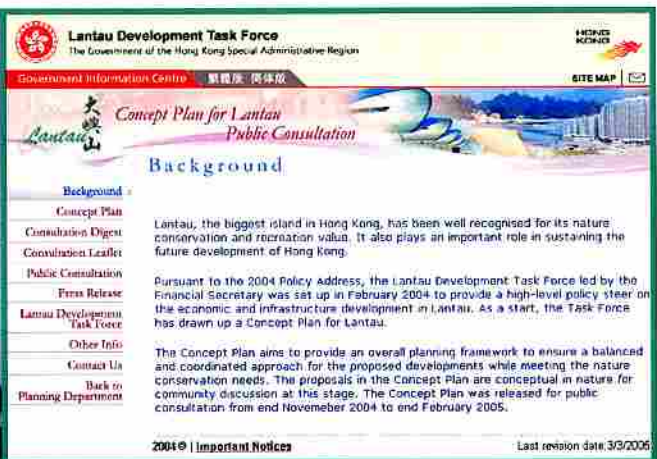 Lantau Development Task Force
The Government of the Hong Kong Special Administrative Region
HONG
KONG
Government Information Centre 繁體版 简体版
SITE MAP
Lantau 大嶼山
Concept Plan for Lantau
Public Consultation
Background
Background
Concept Plan
Consultation Digest
Consultation Leaflet
Public Consultation
Press Release
Lantau Development
Task Force
Other Info
Contact Us
Back to
Planning Department
Lantau, the biggest island in Hong Kong, has been well recognised for its nature
conservation and recreation value. It also plays an important role in sustaining the
future development of Hong Kong.
Pursuant to the 2004 Policy Address, the Lantau Development Task Force led by the
Financial Secretary was set up in February 2004 to provide a high-level policy steer on
the economic and infrastructure development in Lantau. As a start, the Task Force
has drawn up a Concept Plan for Lantau.
The Concept Plan aims to provide an overall planning framework to ensure a balanced
and coordinated approach for the proposed developments while meeting the nature
conservation needs. The proposals in the Concept Plan are conceptual in nature for
community discussion at this stage. The Concept Plan was released for public
consultation from end Novemeber 2004 to end February 2005.
2004 © | Important Notices
Last revision date: 3/3/2005